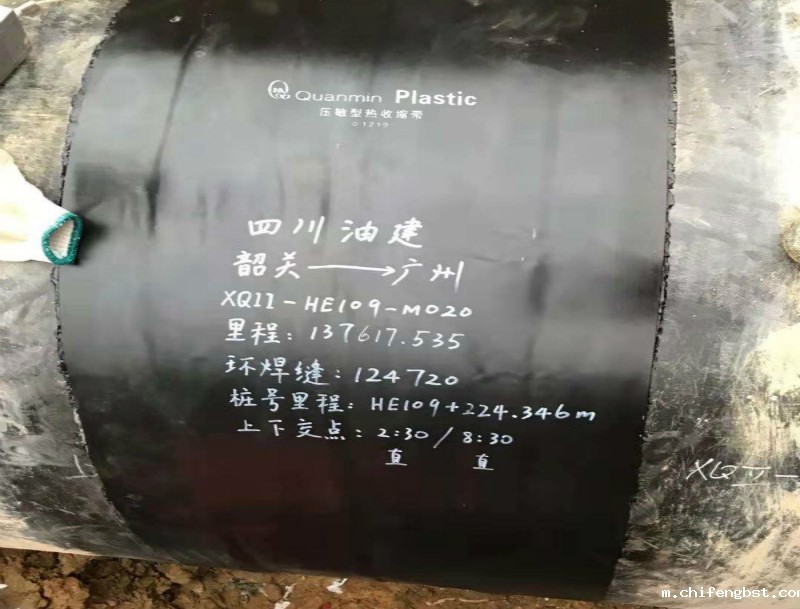 Quanmin Plastic
压敏型热收缩带
01219
四川油建
韶关→广州
XQII-HE109-M020
里程:137617.535
环焊缝:124720
桩号里程:HE109+224.346m
上下交点:2:30/8:30
直 直
XQII-
m.chifengbst.com